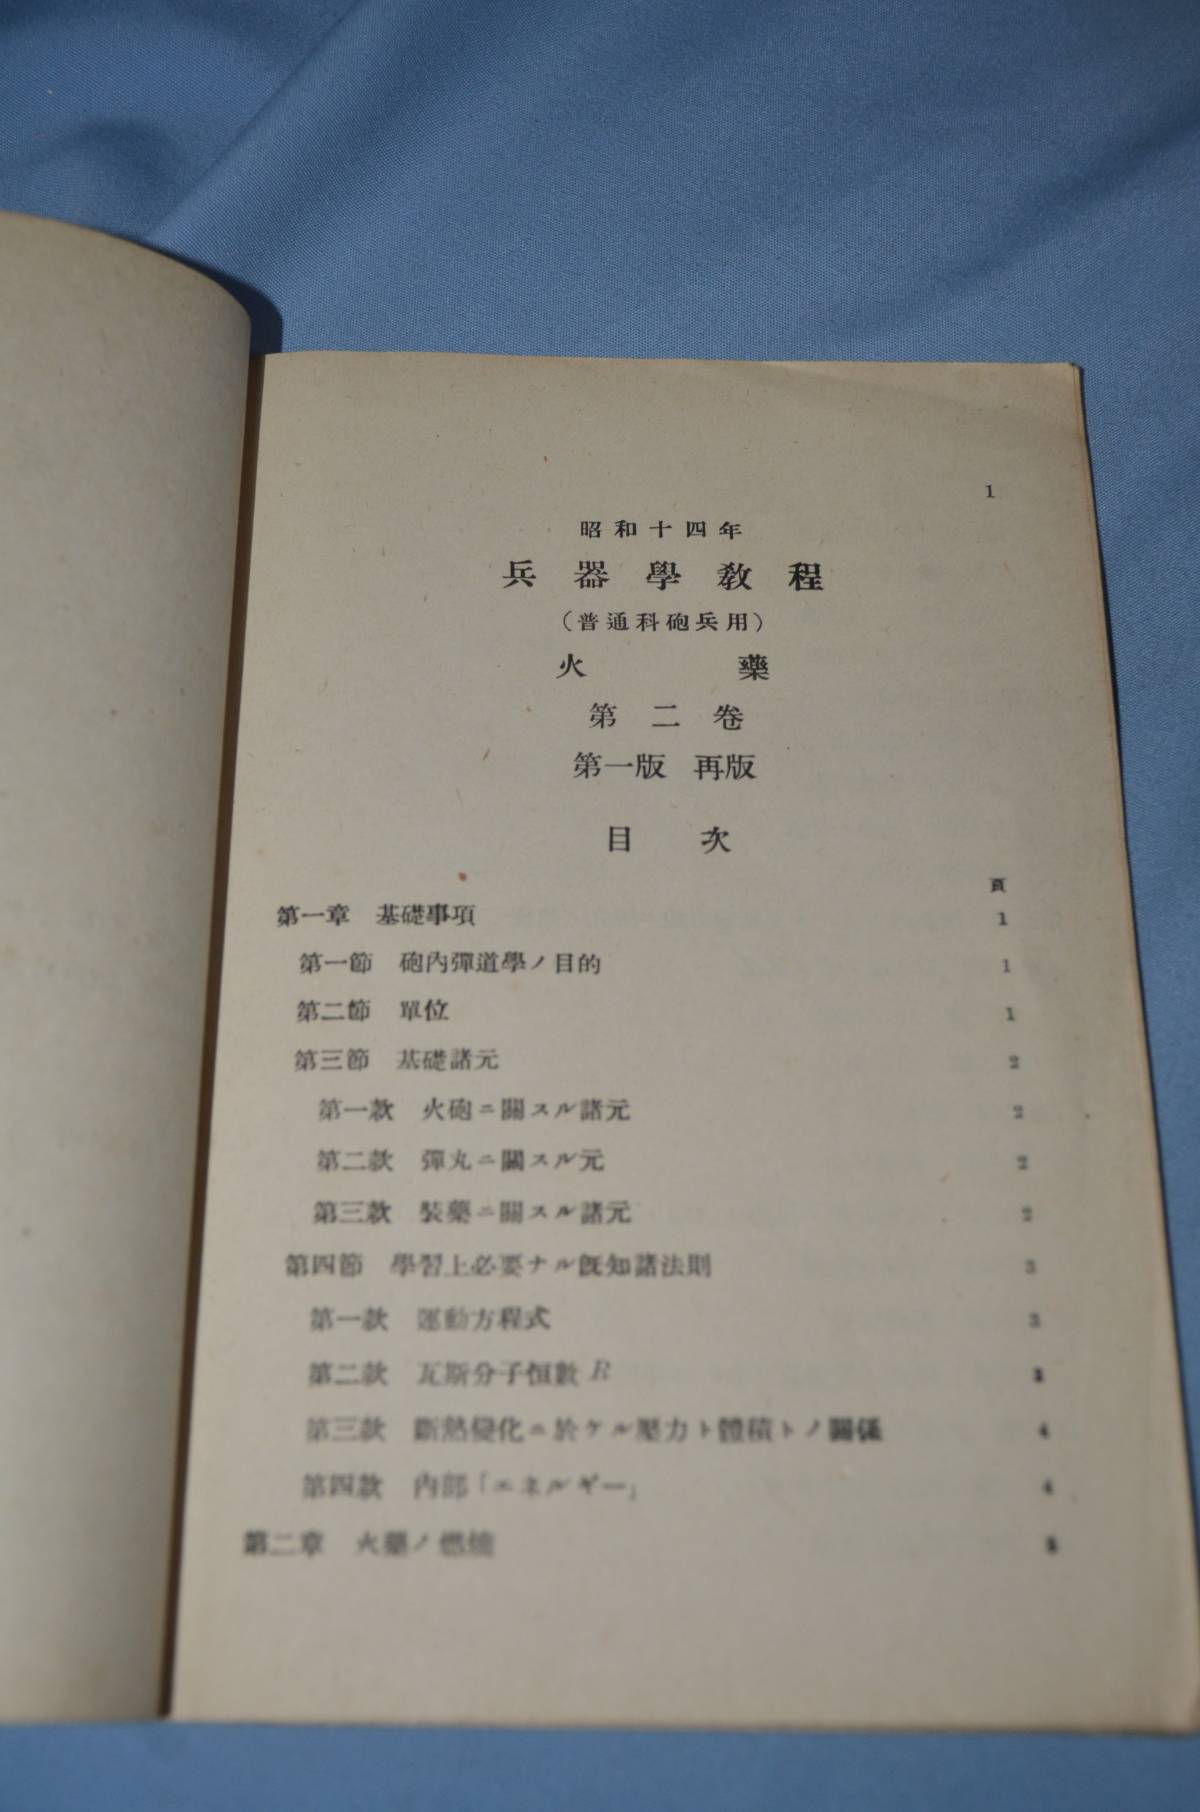 1
昭和十四年
兵器學教程
（普通科砲兵用）
火藥
第二卷
第一版 再版
目次
頁
第一章 基礎事項 1
第一節 砲內彈道學ノ目的 1
第二節 單位 1
第三節 基礎諸元 2
第一款 火砲ニ關スル諸元 2
第二款 彈丸ニ關スル元 2
第三款 裝藥ニ關スル諸元 2
第四節 學習上必要ナル既知諸法則 3
第一款 運動方程式 3
第二款 瓦斯分子恒數 R 3
第三款 斷熱變化ニ於ケル壓力ト體積トノ關係 4
第四款 內部「エネルギー」 4
第二章 火藥ノ燃燒